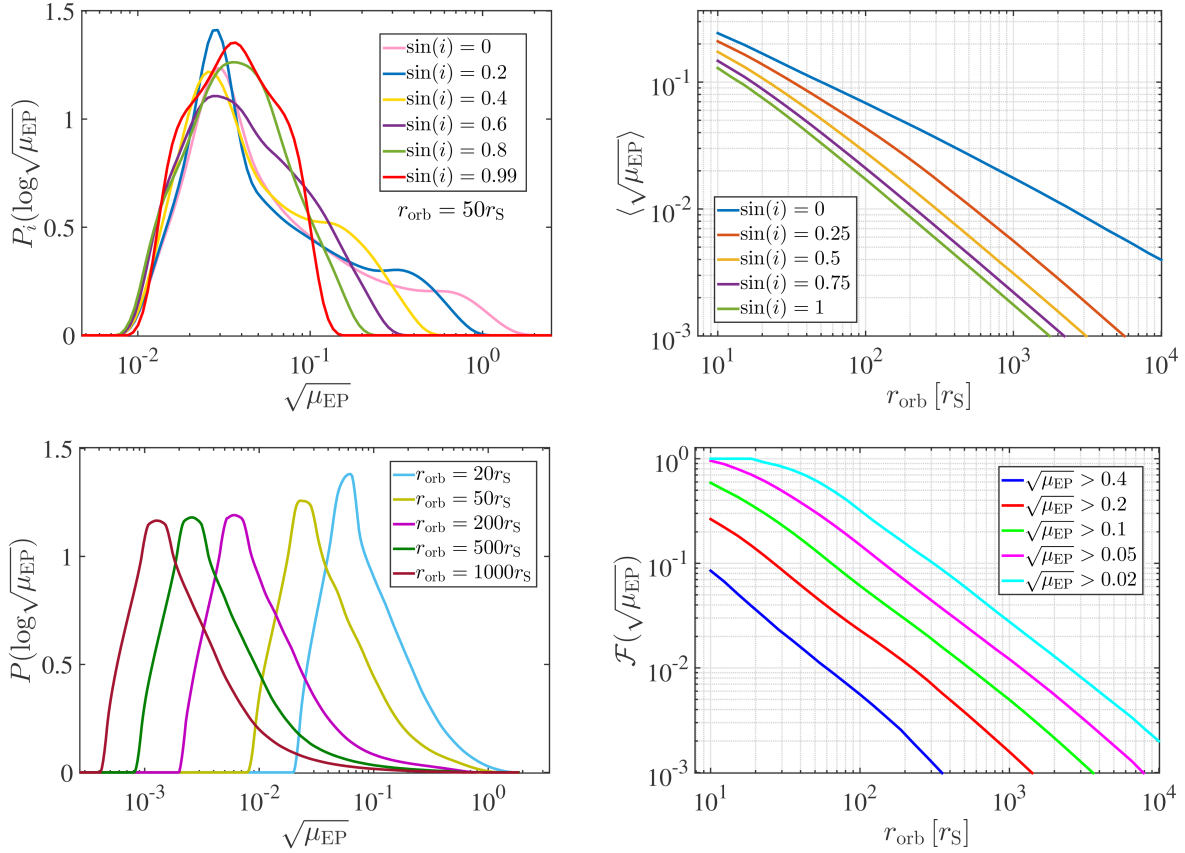 1.5
1
0.5
0
P_i(log√μ_EP)
sin(i) = 0
sin(i) = 0.2
sin(i) = 0.4
sin(i) = 0.6
sin(i) = 0.8
sin(i) = 0.99
r_orb = 50r_S
10^-2 10^-1 10^0
√μ_EP
10^-1
10^-2
10^-3
⟨√μ_EP⟩
sin(i) = 0
sin(i) = 0.25
sin(i) = 0.5
sin(i) = 0.75
sin(i) = 1
10^1 10^2 10^3 10^4
r_orb [r_S]
1.5
1
0.5
0
P(log√μ_EP)
r_orb = 20r_S
r_orb = 50r_S
r_orb = 200r_S
r_orb = 500r_S
r_orb = 1000r_S
10^-3 10^-2 10^-1 10^0
√μ_EP
10^0
10^-1
10^-2
10^-3
F(√μ_EP)
√μ_EP > 0.4
√μ_EP > 0.2
√μ_EP > 0.1
√μ_EP > 0.05
√μ_EP > 0.02
10^1 10^2 10^3 10^4
r_orb [r_S]